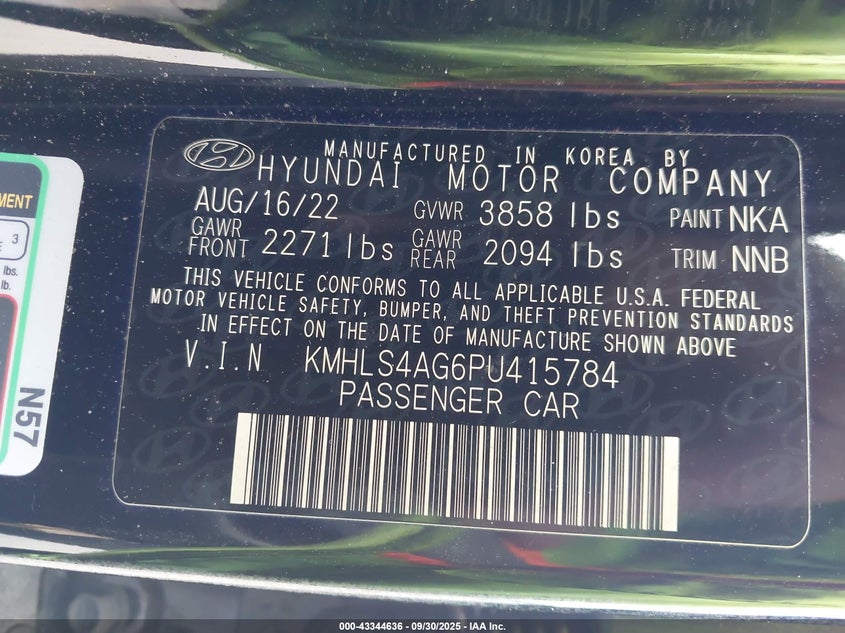 MANUFACTURED IN KOREA BY
HYUNDAI MOTOR COMPANY
AUG/16/22 GVWR 3858 lbs PAINT NKA
GAWR FRONT 2271 lbs GAWR REAR 2094 lbs TRIM NNB
THIS VEHICLE CONFORMS TO ALL APPLICABLE U.S.A. FEDERAL
MOTOR VEHICLE SAFETY, BUMPER, AND THEFT PREVENTION STANDARDS
IN EFFECT ON THE DATE OF MANUFACTURE SHOWN ABOVE
V.I.N KMHLS4AG6PU415784
PASSENGER CAR
3
lbs.
lb.
N57
000-43344636 - 09/30/2025 - IAA Inc.